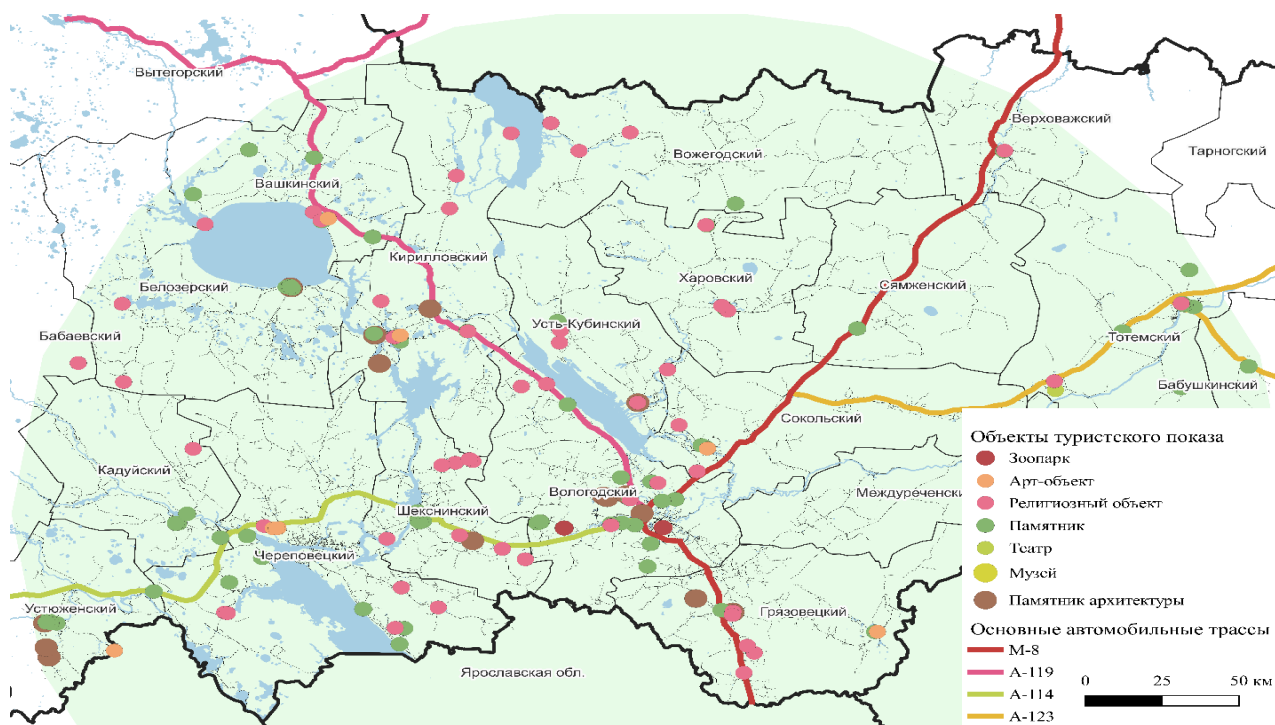 Вытегорский
Верховажский
Тарногский
Вожегодский
Вашкинский
Кирилловский
Харовский
Сямженский
Белозерский
Усть-Кубинский
Бабаевский
Тотемский
Бабушкинский
Сокольский
Кадуйский
Вологодский
Междуреченски
Шекснинский
Череповецкий
Устюженский
Грязовецкий
Ярославская обл.
Объекты туристского показа
Зоопарк
Арт-объект
Религиозный объект
Памятник
Театр
Музей
Памятник архитектуры
Основные автомобильные трассы
М-8
А-119
А-114
А-123
0 25 50 км